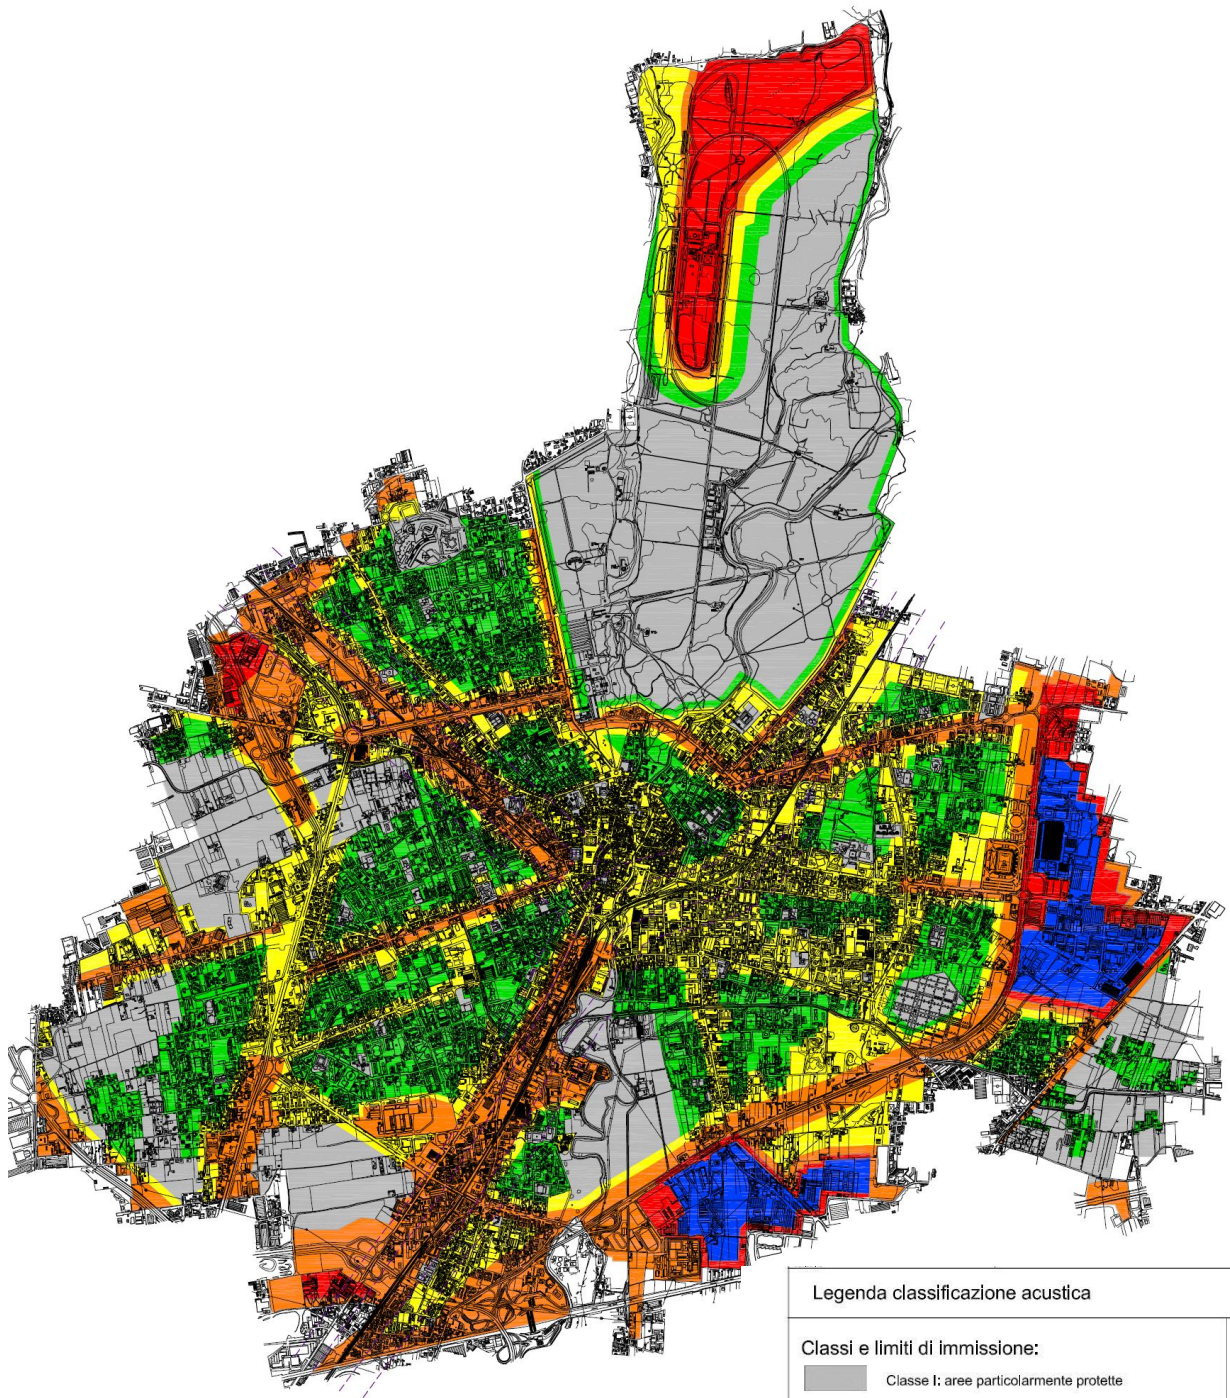 Legenda classificazione acustica
Classi e limiti di immissione:
Classe I: aree particolarmente protette